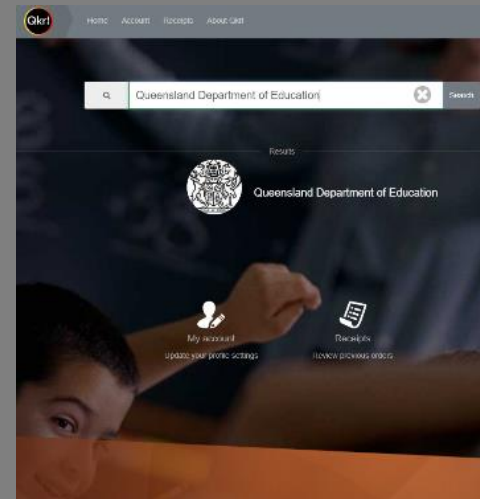 Qkr!
Home Account Receipts About Qkr!
Queensland Department of Education
Search
Results
Queensland Department of Education
My account Receipts
Update your profile settings Review previous orders